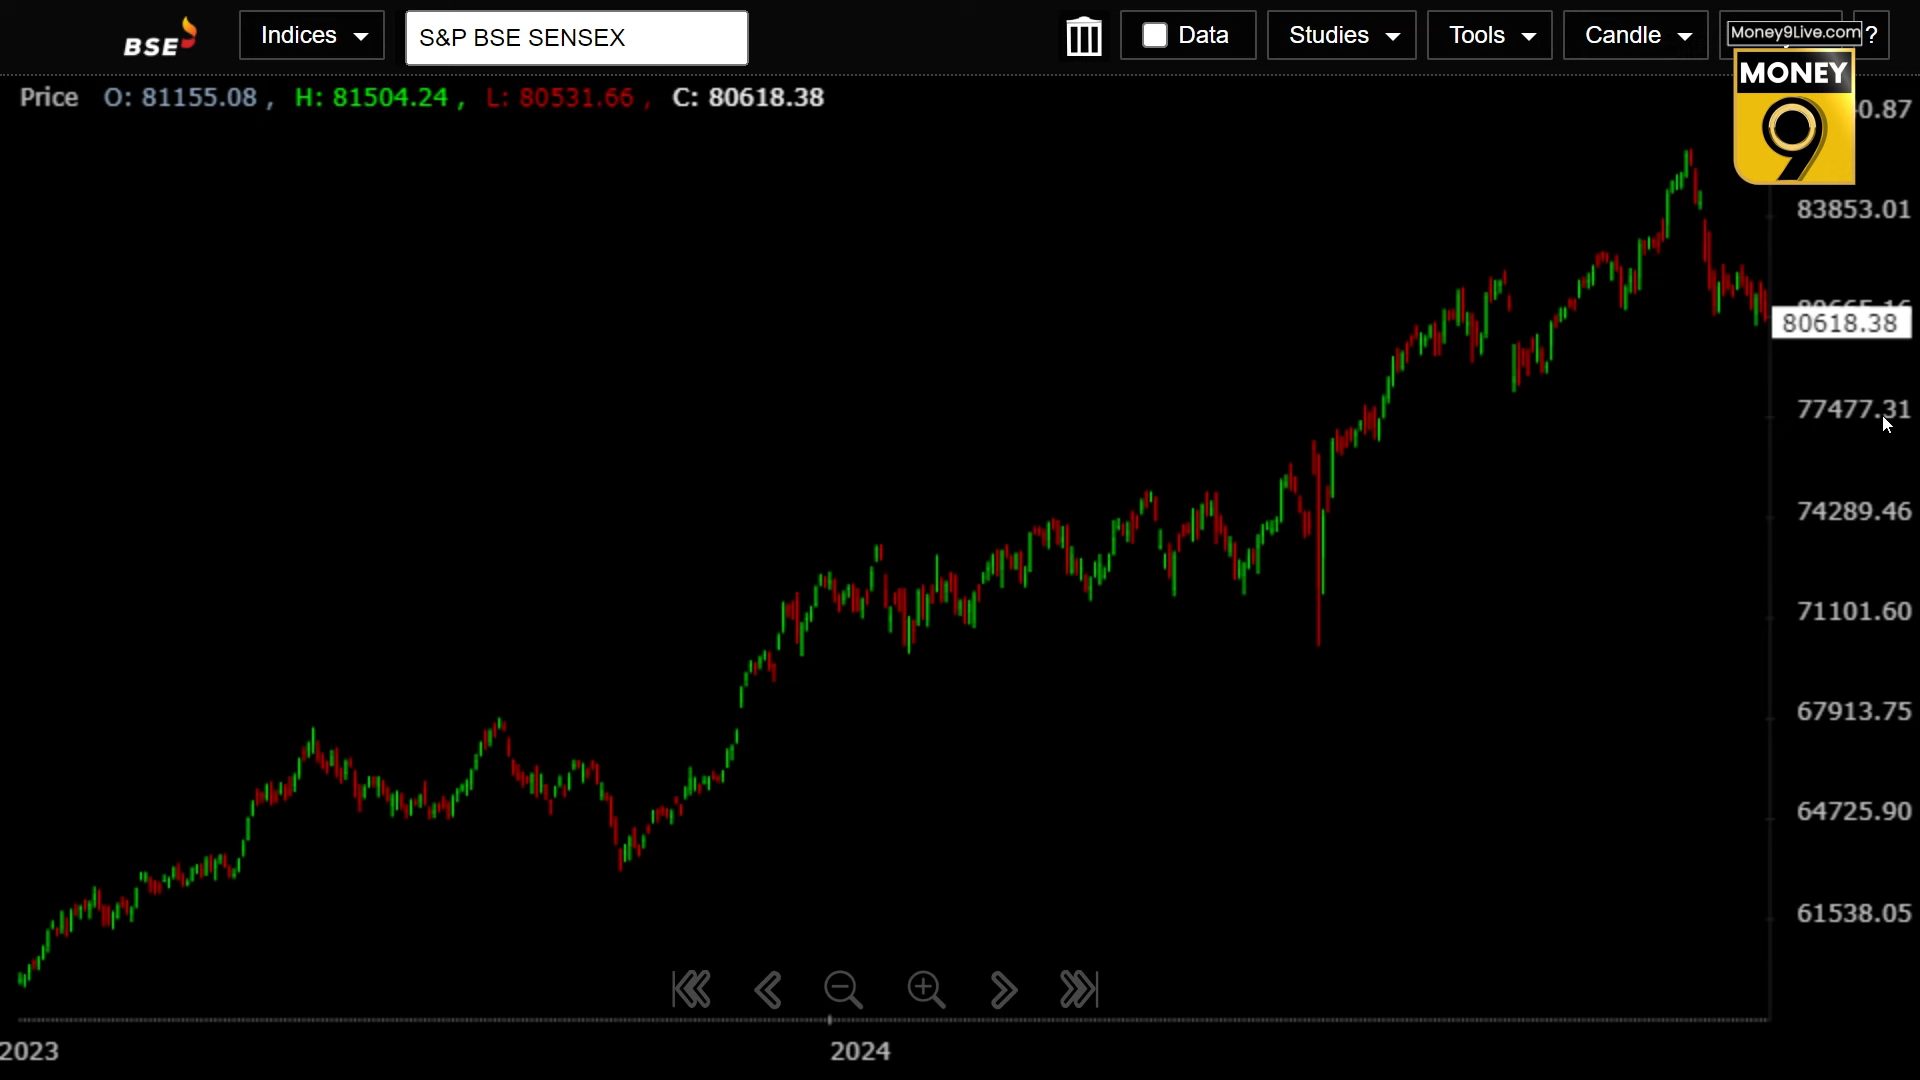 BSE
Indices
S&P BSE SENSEX
Data
Studies
Tools
Candle
Money9Live.com
?
MONEY
9
Price O: 81155.08 , H: 81504.24 , L: 80531.66 , C: 80618.38
0.87
83853.01
80618.38
77477.31
74289.46
71101.60
67913.75
64725.90
61538.05
2023
2024